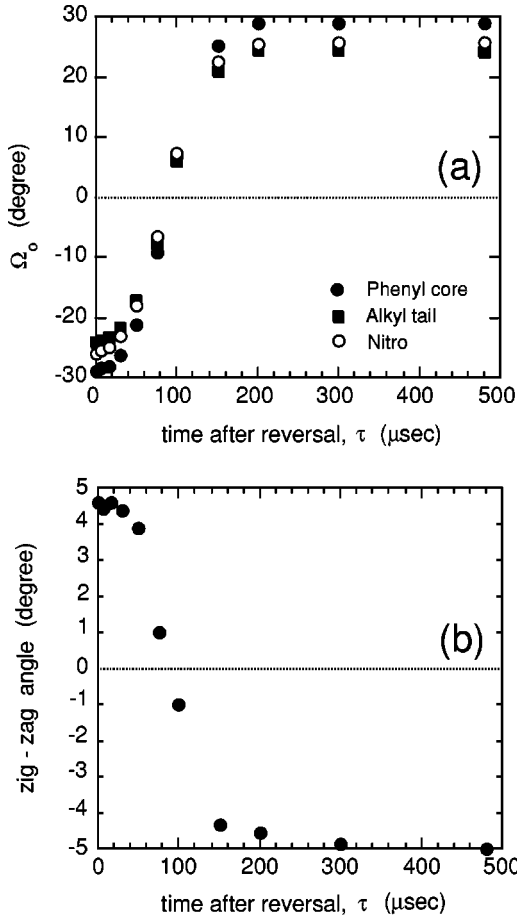 30
20
10
0
-10
-20
-30
Ωo (degree)
(a)
Phenyl core
Alkyl tail
Nitro
0 100 200 300 400 500
time after reversal, τ (μsec)
5
4
3
2
1
0
-1
-2
-3
-4
-5
zig - zag angle (degree)
(b)
0 100 200 300 400 500
time after reversal, τ (μsec)